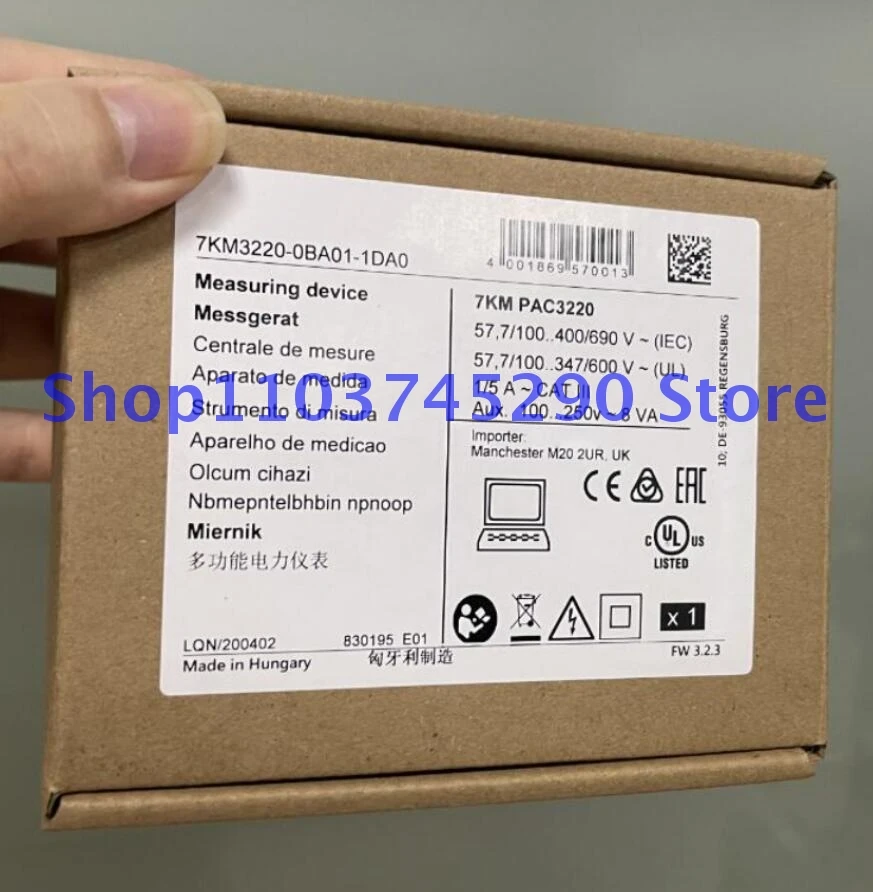 7KM3220-0BA01-1DA0
4 001869 570013
Measuring device
Messgerat
Centrale de mesure
Aparato de medida
Strumento di misura
Aparelho de medicao
Olcum cihazi
Nbmepntelbhbin npnoop
Miernik
多功能电力仪表
7KM PAC3220
57,7/100..400/690 V ~ (IEC)
57,7/100..347/600 V ~ (UL)
1/5 A ~ CAT III
Aux. 100..250v ~ 8 VA
Importer:
Manchester M20 2UR, UK
10; DE-93055 REGENSBURG
Shop1103745290 Store
CE
EAC
C UL US
LISTED
x 1
FW 3.2.3
LQN/200402
830195 E01
Made in Hungary
匈牙利制造